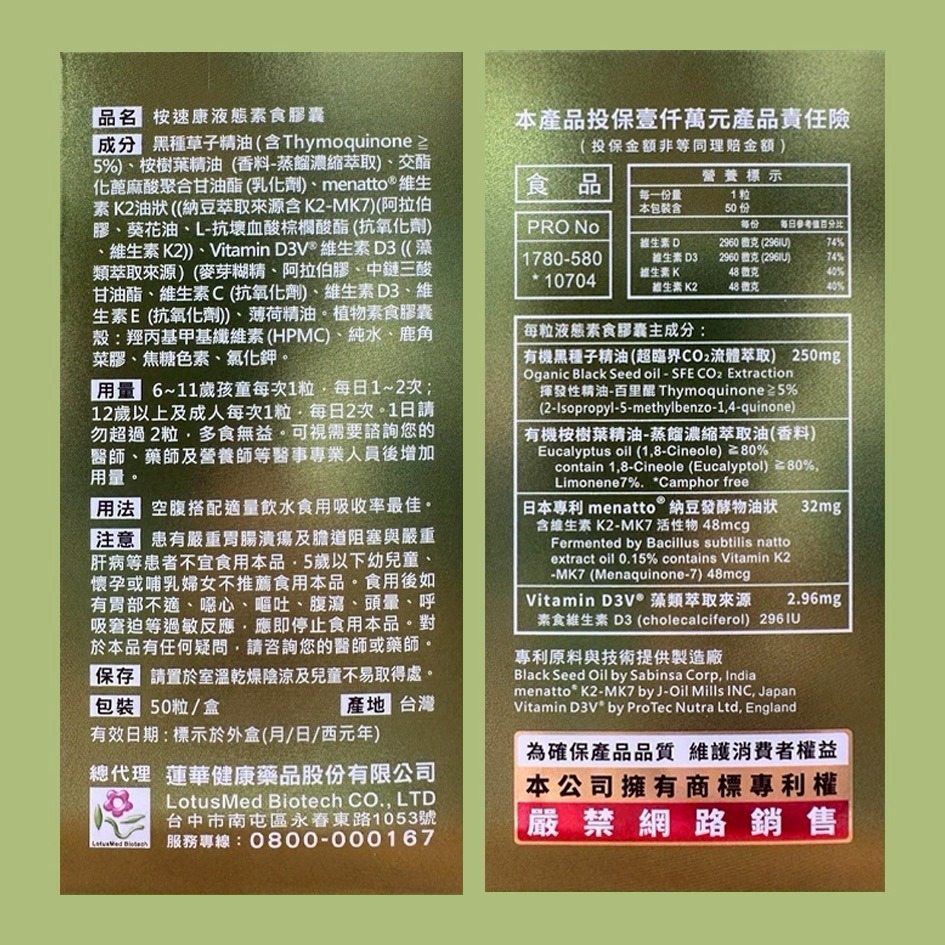 品名 桉速康液態素食膠囊
成分 黑種草子精油(含Thymoquinone≧
5%)、桉樹葉精油 (香料-蒸餾濃縮萃取)、交酯
化蓖麻酸聚合甘油酯(乳化劑)、menatto®維生
素 K2油狀((納豆萃取來源含K2-MK7)(阿拉伯
膠、葵花油、L-抗壞血酸棕櫚酸酯(抗氧化劑)
、維生素K2))、Vitamin D3V® 維生素 D3 (( 藻
類萃取來源) (麥芽糊精、阿拉伯膠、中鏈三酸
甘油酯、維生素C(抗氧化劑)、維生素D3、維
生素E (抗氧化劑))、薄荷精油。植物素食膠囊
殼：羥丙基甲基纖維素(HPMC)、純水、鹿角
菜膠、焦糖色素、氯化鉀。
用量 6~11歲孩童每次1粒，每日1~2次；
12歲以上及成人每次1粒，每日2次。1日請
勿超過2粒，多食無益。可視需要諮詢您的
醫師、藥師及營養師等醫事專業人員後增加
用量。
用法 空腹搭配適量飲水食用吸收率最佳。
注意 患有嚴重胃腸潰瘍及膽道阻塞與嚴重
肝病等患者不宜食用本品，5歲以下幼兒童、
懷孕或哺乳婦女不推薦食用本品。食用後如
有胃部不適、噁心、嘔吐、腹瀉、頭暈、呼
吸窘迫等過敏反應，應即停止食用本品。對
於本品有任何疑問，請咨詢您的醫師或藥師。
保存 請置於室溫乾燥陰涼及兒童不易取得處。
包裝 50粒/盒 產地 台灣
有效日期：標示於外盒(月/日/西元年)
總代理 蓮華健康藥品股份有限公司
LotusMed Biotech CO., LTD
台中市南屯區永春東路1053號
LotusMed Biotech 服務專線：0800-000167
本產品投保壹仟萬元產品責任險
(投保金額非等同理賠金額)
食品
PRO No
1780-580
*10704
營養標示
每一份量 1粒
本包裝含 50份
每份 每日參考值百分比
維生素 D 2960 微克(296IU) 74%
維生素 D3 2960 微克(296IU) 74%
維生素 K 48 微克 40%
維生素 K2 48 微克 40%
每粒液態素食膠囊主成分：
有機黑種子精油(超臨界CO₂流體萃取) 250mg
Oganic Black Seed oil - SFE CO₂ Extraction
揮發性精油-百里醌 Thymoquinone≧5%
(2-Isopropyl-5-methylbenzo-1,4-quinone)
有機桉樹葉精油-蒸餾濃縮萃取油(香料)
Eucalyptus oil (1,8-Cineole) ≧80%
contain 1,8-Cineole (Eucalyptol) ≧80%,
Limonene7%. *Camphor free
日本專利 menatto® 納豆發酵物油狀 32mg
含維生素 K2-MK7 活性物 48mcg
Fermented by Bacillus subtilis natto
extract oil 0.15% contains Vitamin K2
-MK7 (Menaquinone-7) 48mcg
Vitamin D3V® 藻類萃取來源 2.96mg
素食維生素 D3 (cholecalciferol) 296IU
專利原料與技術提供製造廠
Black Seed Oil by Sabinsa Corp, India
menatto® K2-MK7 by J-Oil Mills INC, Japan
Vitamin D3V® by ProTec Nutra Ltd, England
為確保產品品質 維護消費者權益
本公司擁有商標專利權
嚴禁網路銷售